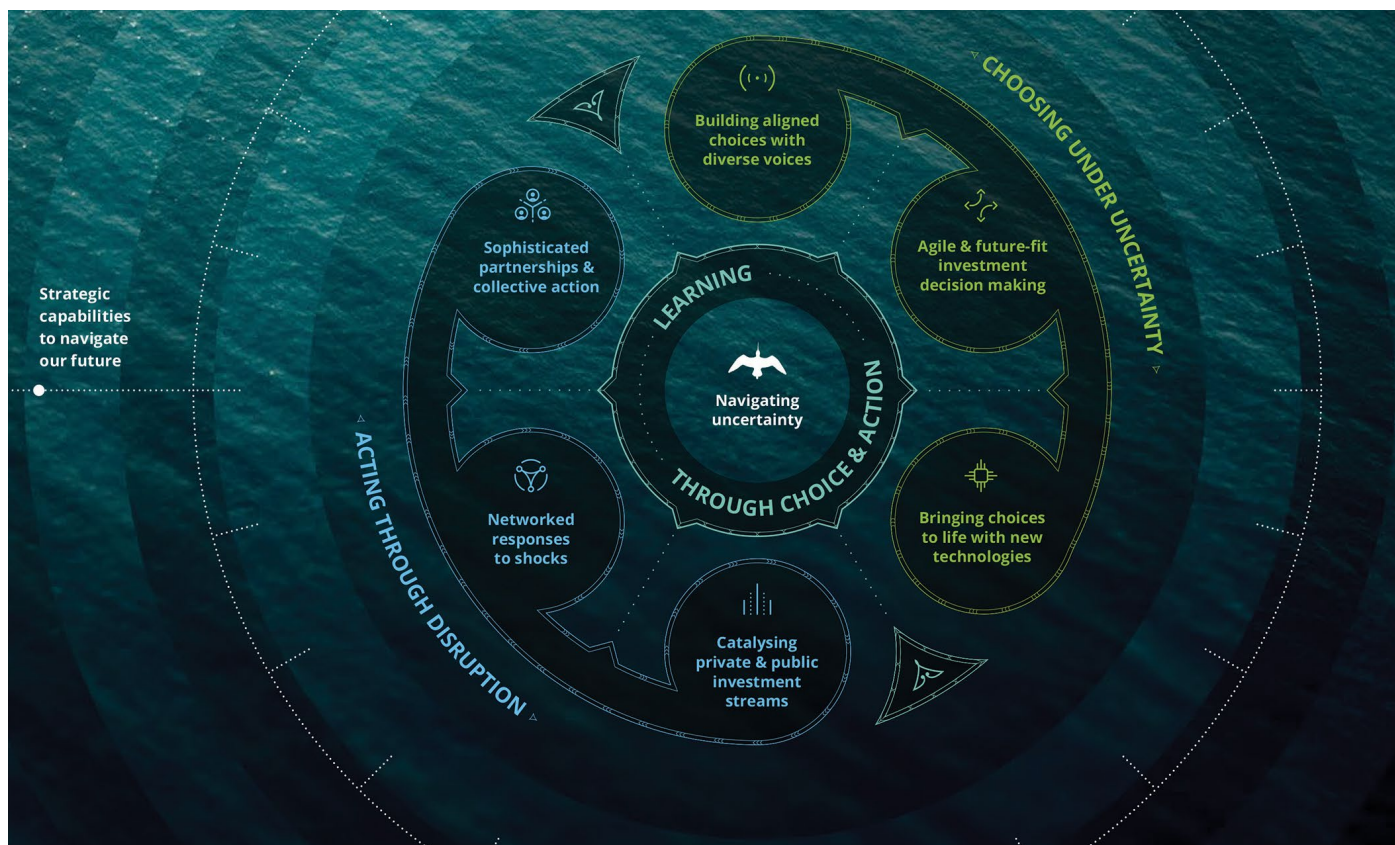 Strategic
capabilities
to navigate
our future
CHOOSING UNDER UNCERTAINTY
Building aligned
choices with
diverse voices
Agile & future-fit
investment
decision making
Bringing choices
to life with new
technologies
LEARNING
THROUGH CHOICE & ACTION
Navigating
uncertainty
ACTING THROUGH DISRUPTION
Sophisticated
partnerships &
collective action
Networked
responses
to shocks
Catalysing
private & public
investment
streams